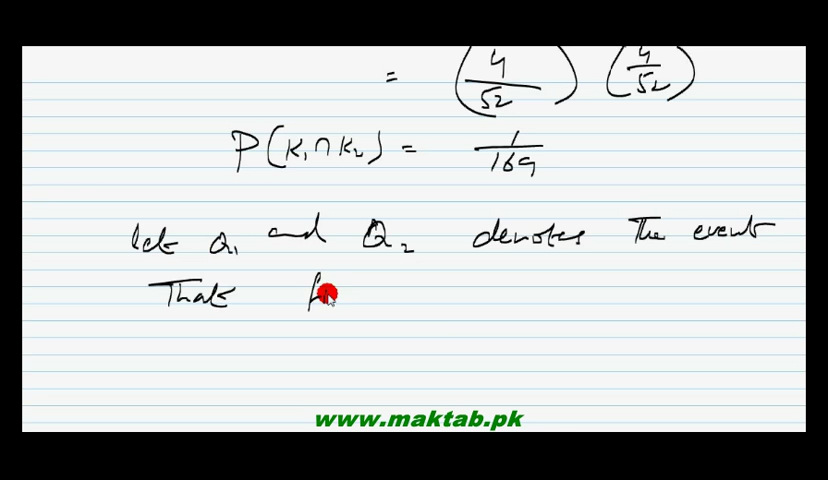 = (4/52) (4/52)
P(K₁∩K₂) = 1/169
let Q₁ and Q₂ denotes the event
That
www.maktab.pk